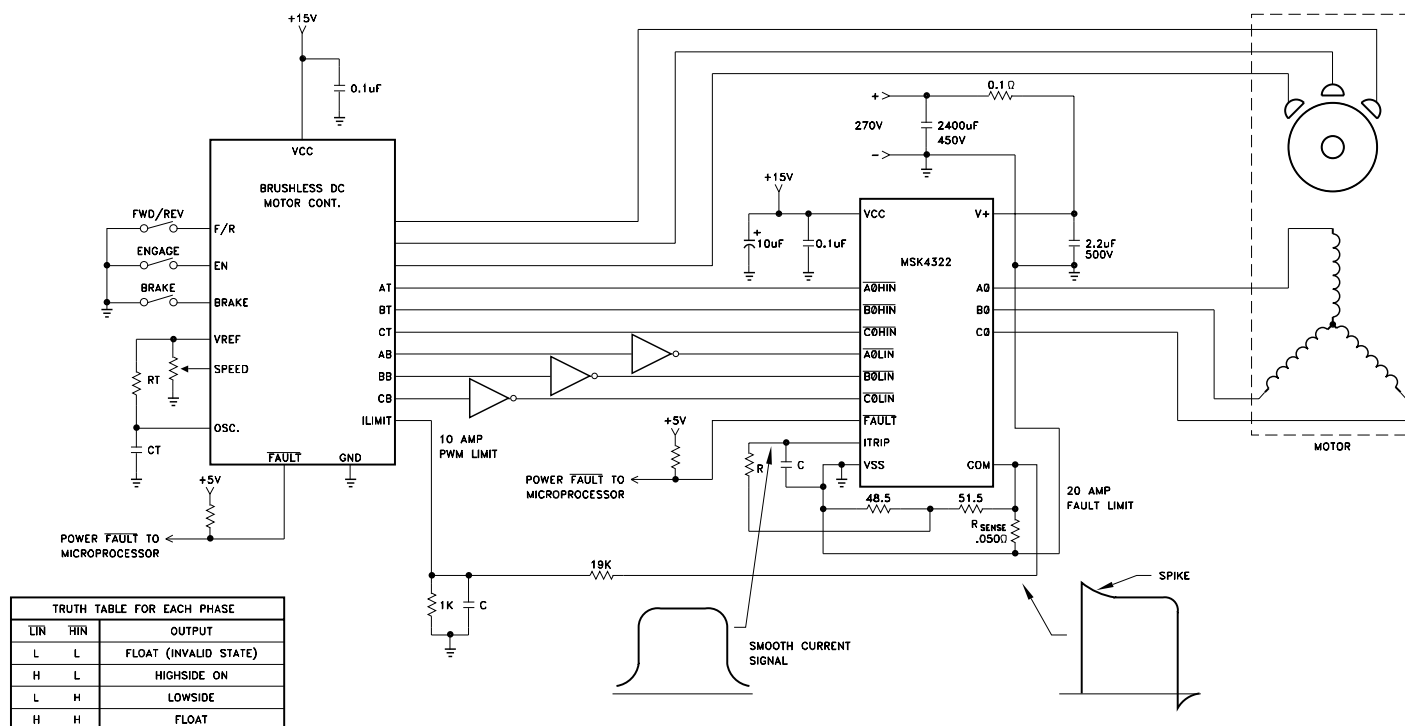 +15V
0.1uF
VCC
BRUSHLESS DC
MOTOR CONT.
FWD/REV
F/R
ENGAGE
EN
BRAKE
BRAKE
VREF
RT
SPEED
OSC.
CT
FAULT
GND
+5V
POWER FAULT TO
MICROPROCESSOR
AT
BT
CT
AB
BB
CB
ILIMIT
10 AMP
PWM LIMIT
+5V
POWER FAULT TO
MICROPROCESSOR
0.1Ω
+
270V
2400uF
450V
-
+15V
+
10uF
0.1uF
VCC
V+
MSK4322
2.2uF
500V
AØHIN
BØHIN
CØHIN
AØLIN
BØLIN
CØLIN
FAULT
ITRIP
VSS
AØ
BØ
CØ
COM
R
C
48.5
51.5
R SENSE
.050Ω
20 AMP
FAULT LIMIT
MOTOR
19K
1K
C
SMOOTH CURRENT
SIGNAL
SPIKE
TRUTH TABLE FOR EACH PHASE
LIN HIN OUTPUT
L L FLOAT (INVALID STATE)
H L HIGHSIDE ON
L H LOWSIDE
H H FLOAT